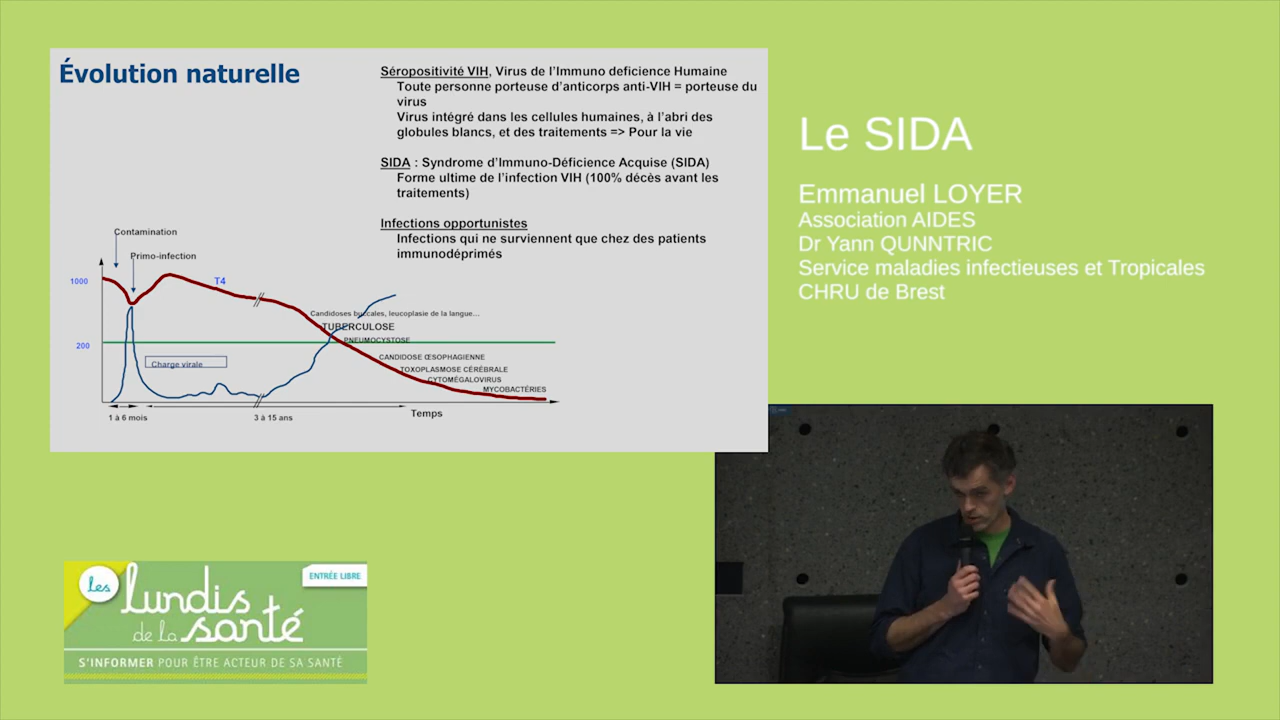 Évolution naturelle
Séropositivité VIH, Virus de l'Immuno deficience Humaine
Toute personne porteuse d'anticorps anti-VIH = porteuse du
virus
Virus intégré dans les cellules humaines, à l'abri des
globules blancs, et des traitements => Pour la vie
SIDA : Syndrome d'Immuno-Déficience Acquise (SIDA)
Forme ultime de l'infection VIH (100% décès avant les
traitements)
Infections opportunistes
Infections qui ne surviennent que chez des patients
immunodéprimés
Contamination
Primo-infection
1000
T4
Candidoses buccales, leucoplasie de la langue...
TUBERCULOSE
PNEUMOCYSTOSE
200
CANDIDOSE ŒSOPHAGIENNE
Charge virale
TOXOPLASMOSE CÉRÉBRALE
CYTOMÉGALOVIRUS
MYCOBACTÉRIES
1 à 6 mois
3 à 15 ans
Temps
Le SIDA
Emmanuel LOYER
Association AIDES
Dr Yann QUNNTRIC
Service maladies infectieuses et Tropicales
CHRU de Brest
les
lundis
de la santé
ENTRÉE LIBRE
S'INFORMER POUR ÊTRE ACTEUR DE SA SANTÉ